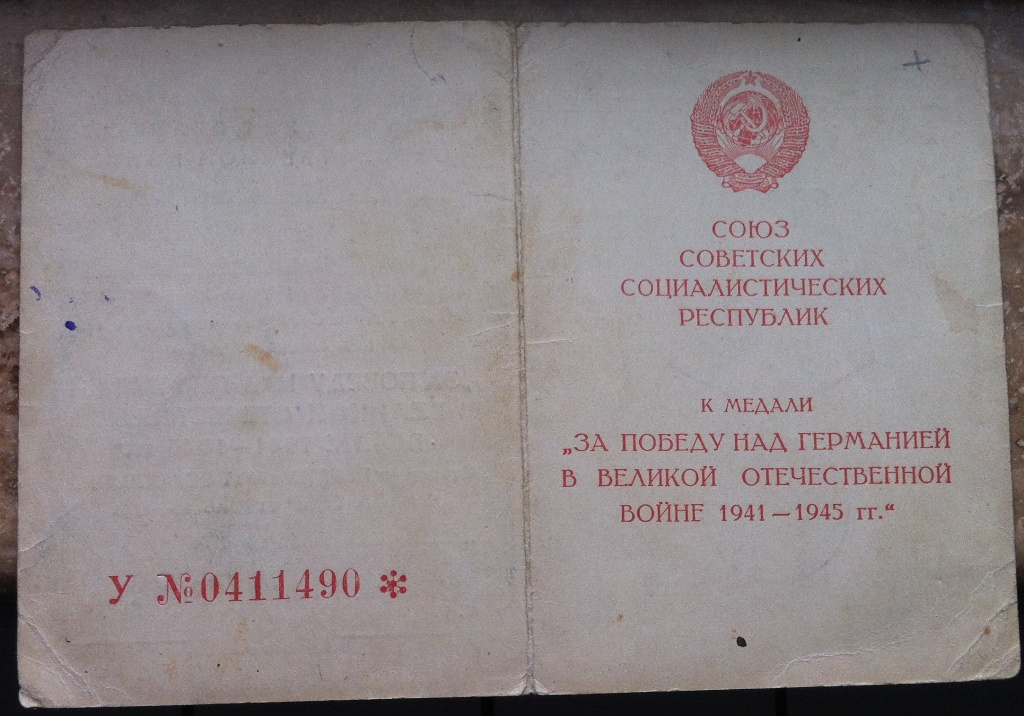 У №0411490
СОЮЗ
СОВЕТСКИХ
СОЦИАЛИСТИЧЕСКИХ
РЕСПУБЛИК
К МЕДАЛИ
„ЗА ПОБЕДУ НАД ГЕРМАНИЕЙ
В ВЕЛИКОЙ ОТЕЧЕСТВЕННОЙ
ВОЙНЕ 1941—1945 гг.“